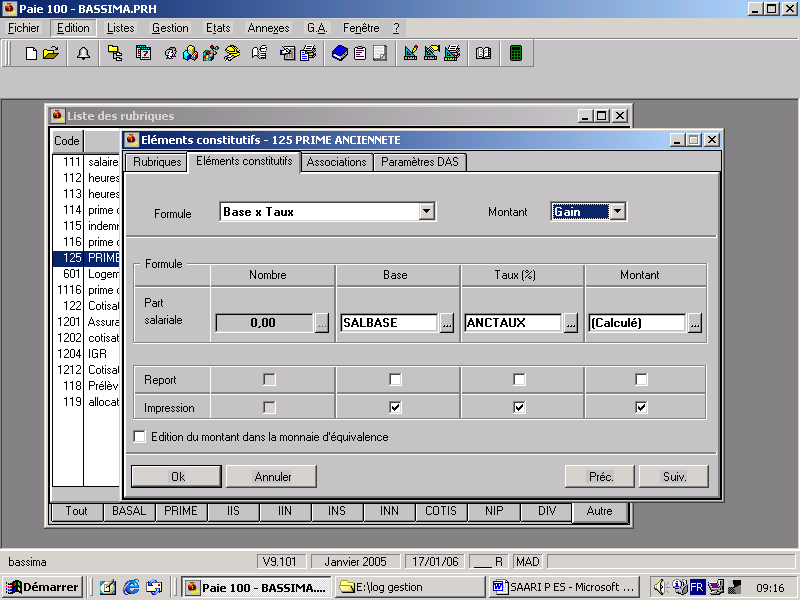 Paie 100 - BASSIMA.PRH
Fichier Edition Listes Gestion Etats Annexes G.A. Fenêtre ?
Liste des rubriques
Code
Eléments constitutifs - 125 PRIME ANCIENNETE
Rubriques Eléments constitutifs Associations Paramètres DAS
111 salaire
112 heures
113 heures
114 prime
115 indemn
116 prime
125 PRIME
601 Logem
1116 prime
122 Cotisat
1201 Assura
1202 cotisat
1204 IGR
1212 Cotisat
118 Prélèv
119 allocat
Formule Base x Taux Montant Gain
Formule
Nombre Base Taux (%) Montant
Part
salariale
0,00 ... SALBASE ... ANCTAUX ... (Calculé) ...
Report
Impression
Edition du montant dans la monnaie d'équivalence
Ok Annuler Préc. Suiv.
Tout BASAL PRIME IIS IIN INS INN COTIS NIP DIV Autre
bassima V9.101 Janvier 2005 17/01/06 ___ R MAD
Démarrer Paie 100 - BASSIMA.... E:\log gestion SAARI P ES - Microsoft ... FR 09:16